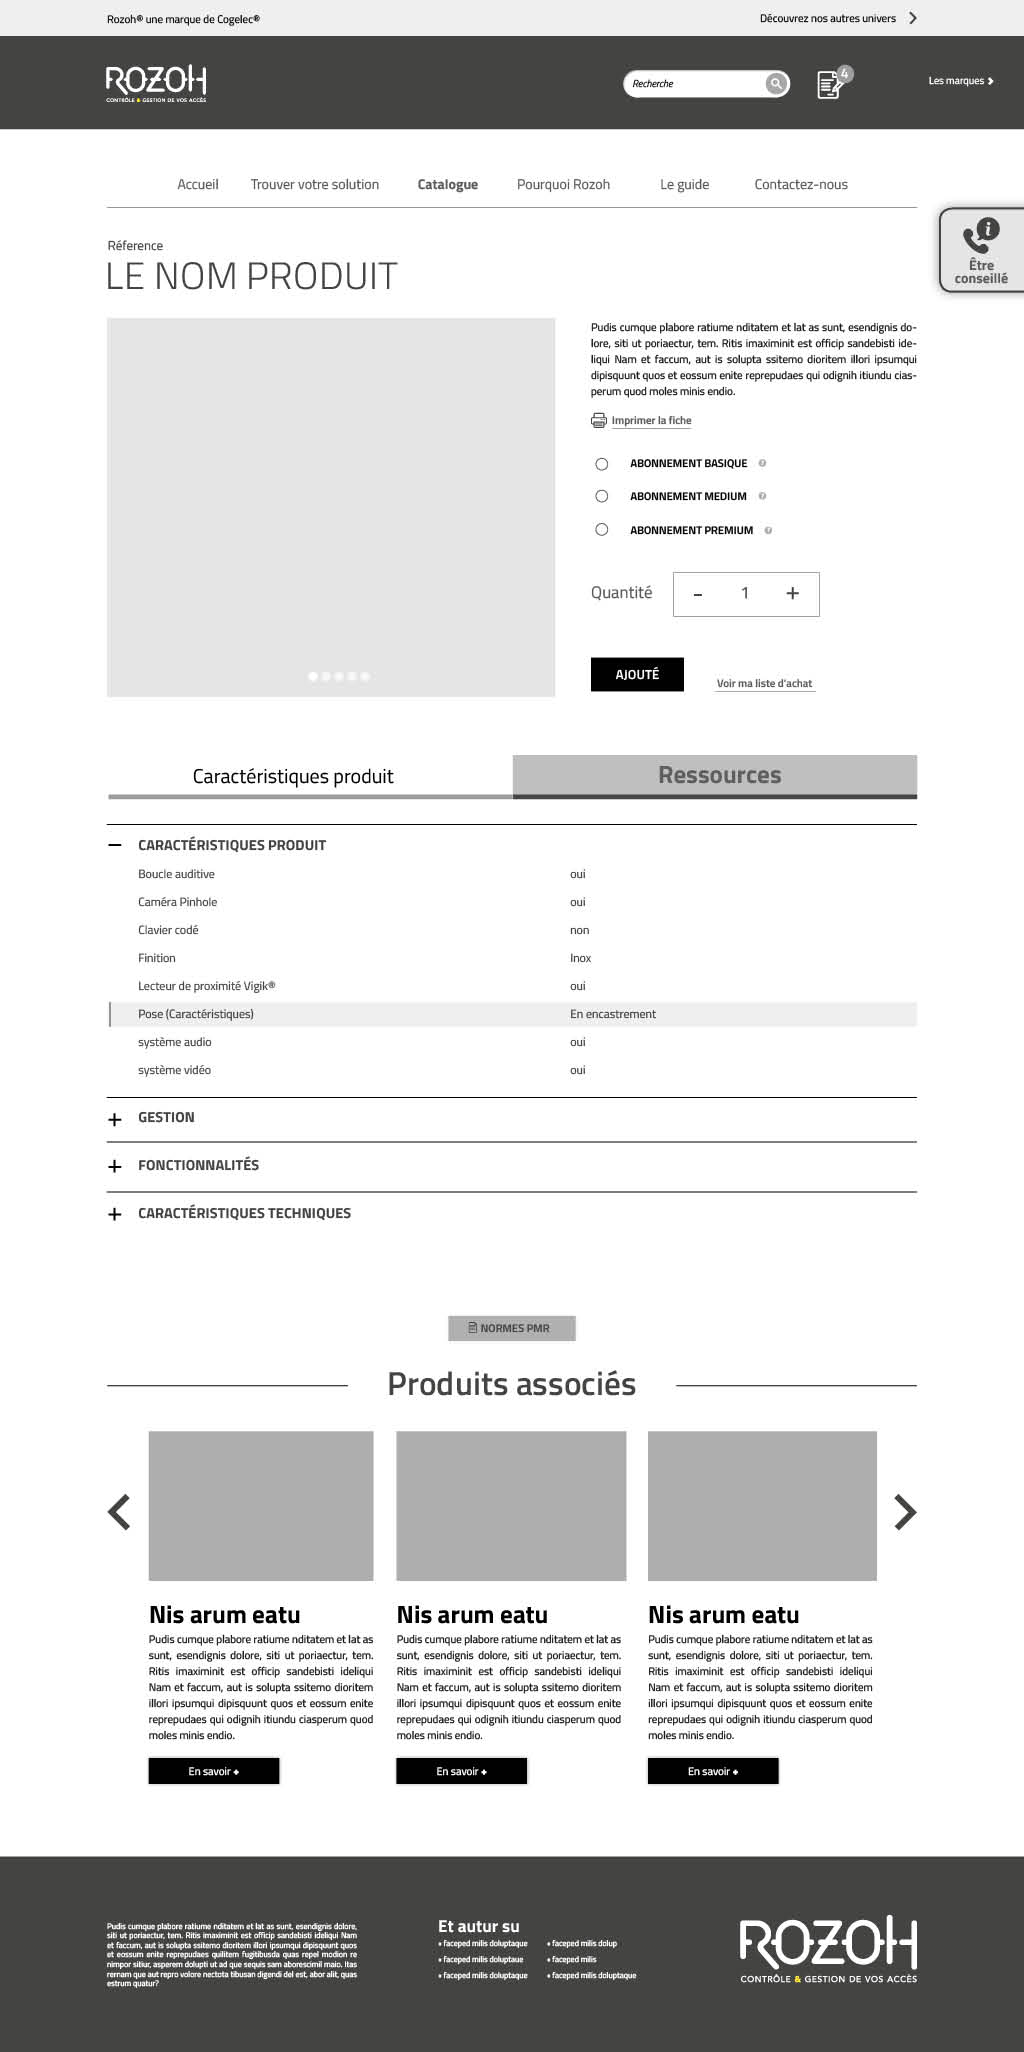 Rozoh® une marque de Cogelec®
Découvrez nos autres univers
ROZOH
CONTRÔLE & GESTION DE VOS ACCÈS
Recherche
4
Les marques
Accueil
Trouver votre solution
Catalogue
Pourquoi Rozoh
Le guide
Contactez-nous
Être
conseillé
Réference
LE NOM PRODUIT
Pudis cumque plabore ratiume nditatem et lat as sunt, esendignis do-
lore, siti ut poriaectur, tem. Ritis imaximinit est officip sandebisti ide-
liqui Nam et faccum, aut is solupta ssitemo dioritem illori ipsumqui
dipisquunt quos et eossum enite reprepudaes qui odignih itiundu cias-
perum quod moles minis endio.
Imprimer la fiche
ABONNEMENT BASIQUE ?
ABONNEMENT MEDIUM ?
ABONNEMENT PREMIUM ?
Quantité - 1 +
AJOUTÉ
Voir ma liste d'achat
Caractéristiques produit
Ressources
CARACTÉRISTIQUES PRODUIT
Boucle auditive oui
Caméra Pinhole oui
Clavier codé non
Finition Inox
Lecteur de proximité Vigik® oui
Pose (Caractéristiques) En encastrement
système audio oui
système vidéo oui
GESTION
FONCTIONNALITÉS
CARACTÉRISTIQUES TECHNIQUES
NORMES PMR
Produits associés
Nis arum eatu
Pudis cumque plabore ratiume nditatem et lat as
sunt, esendignis dolore, siti ut poriaectur, tem.
Ritis imaximinit est officip sandebisti ideliqui
Nam et faccum, aut is solupta ssitemo dioritem
illori ipsumqui dipisquunt quos et eossum enite
reprepudaes qui odignih itiundu ciasperum quod
moles minis endio.
En savoir +
Nis arum eatu
Pudis cumque plabore ratiume nditatem et lat as
sunt, esendignis dolore, siti ut poriaectur, tem.
Ritis imaximinit est officip sandebisti ideliqui
Nam et faccum, aut is solupta ssitemo dioritem
illori ipsumqui dipisquunt quos et eossum enite
reprepudaes qui odignih itiundu ciasperum quod
moles minis endio.
En savoir +
Nis arum eatu
Pudis cumque plabore ratiume nditatem et lat as
sunt, esendignis dolore, siti ut poriaectur, tem.
Ritis imaximinit est officip sandebisti ideliqui
Nam et faccum, aut is solupta ssitemo dioritem
illori ipsumqui dipisquunt quos et eossum enite
reprepudaes qui odignih itiundu ciasperum quod
moles minis endio.
En savoir +
Pudis cumque plabore ratiume nditatem et lat as sunt, esendignis dolore,
siti ut poriaectur, tem. Ritis imaximinit est officip sandebisti ideliqui Nam
et faccum, aut is solupta ssitemo dioritem illori ipsumqui dipisquunt quos
et eossum enite reprepudaes quilitem fugitibusda quas repel modion re
nimpor sitiur, asperem dolupti ut ad que sequis sam aborescimil maio. Itas
rernam que aut repro volore nectota tibusan digendi del est, abor alit, quas
estrum quatur?
Et autur su
• faceped milis doluptaque
• faceped milis doluptaue
• faceped milis doluptaque
• faceped milis dolup
• faceped milis
• faceped milis doluptaque
ROZOH
CONTRÔLE & GESTION DE VOS ACCÈS